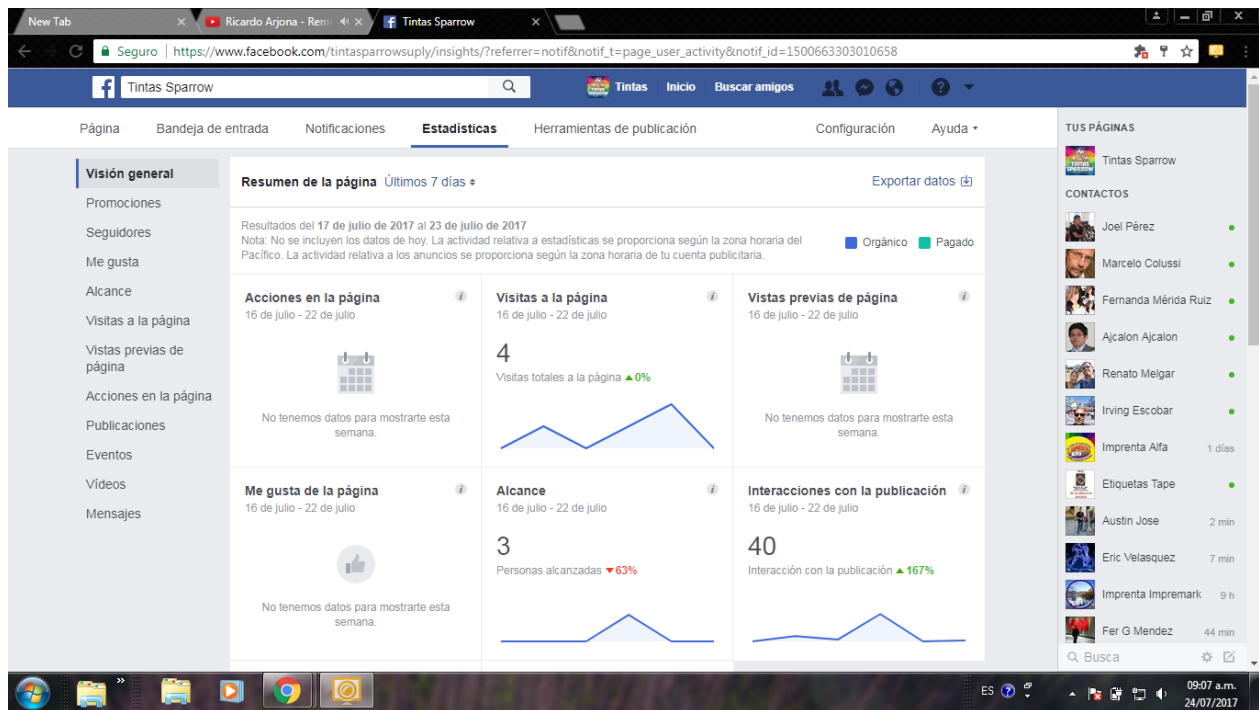 New Tab
Ricardo Arjona - Rem
Tintas Sparrow
Seguro | https://www.facebook.com/tintasparrowsuply/insights/?referrer=notif&notif_t=page_user_activity&notif_id=1500663303010658
Tintas Sparrow
Tintas Inicio Buscar amigos
Página Bandeja de entrada Notificaciones Estadísticas Herramientas de publicación Configuración Ayuda
Visión general
Promociones
Seguidores
Me gusta
Alcance
Visitas a la página
Vistas previas de
página
Acciones en la página
Publicaciones
Eventos
Vídeos
Mensajes
Resumen de la página Últimos 7 días
Exportar datos
Resultados del 17 de julio de 2017 al 23 de julio de 2017
Nota: No se incluyen los datos de hoy. La actividad relativa a estadísticas se proporciona según la zona horaria del
Pacífico. La actividad relativa a los anuncios se proporciona según la zona horaria de tu cuenta publicitaria.
Orgánico Pagado
Acciones en la página
16 de julio - 22 de julio
No tenemos datos para mostrarte esta
semana.
Visitas a la página
16 de julio - 22 de julio
4
Visitas totales a la página ▲0%
Vistas previas de página
16 de julio - 22 de julio
No tenemos datos para mostrarte esta
semana.
Me gusta de la página
16 de julio - 22 de julio
No tenemos datos para mostrarte esta
semana.
Alcance
16 de julio - 22 de julio
3
Personas alcanzadas ▼63%
Interacciones con la publicación
16 de julio - 22 de julio
40
Interacción con la publicación ▲167%
TUS PÁGINAS
Tintas Sparrow
CONTACTOS
Joel Pérez
Marcelo Colussi
Fernanda Mérida Ruiz
Ajcalon Ajcalon
Renato Melgar
Irving Escobar
Imprenta Alfa 1 días
Etiquetas Tape
Austin Jose 2 min
Eric Velasquez 7 min
Imprenta Impremark 9 h
Fer G Mendez 44 min
Busca
ES
09:07 a.m.
24/07/2017